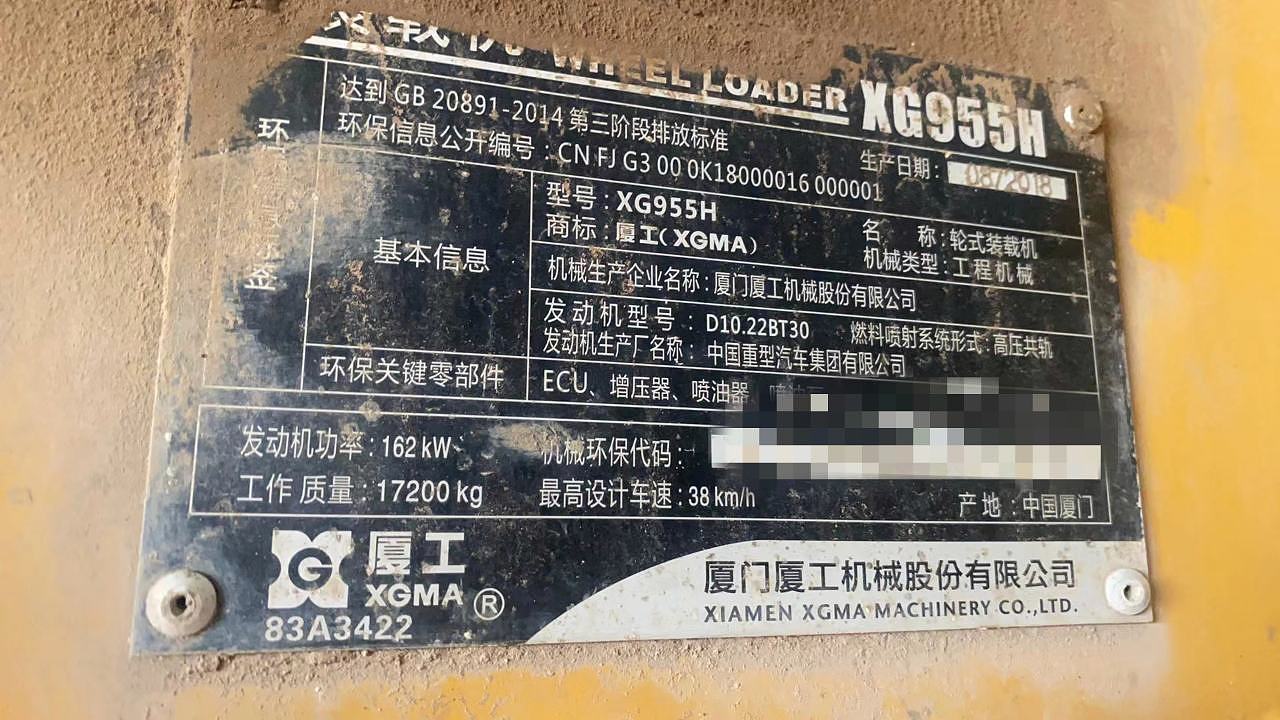 WHEEL LOADER XG955H
达到 GB 20891-2014 第三阶段排放标准
环保信息公开编号：CN FJ G3 00 0K18000016 000001
生产日期：0872018
基本信息
型号：XG955H
名 称：轮式装载机
商标：厦工（XGMA）
机械类型：工程机械
机械生产企业名称：厦门厦工机械股份有限公司
发动机型号：D10.22BT30 燃料喷射系统形式：高压共轨
发动机生产厂名称：中国重型汽车集团有限公司
环保关键零部件 ECU、增压器、喷油器、
发动机功率：162 kW 机械环保代码：
工作质量：17200 kg 最高设计车速：38 km/h 产地：中国厦门
厦工
XGMA ®
83A3422
厦门厦工机械股份有限公司
XIAMEN XGMA MACHINERY CO.,LTD.